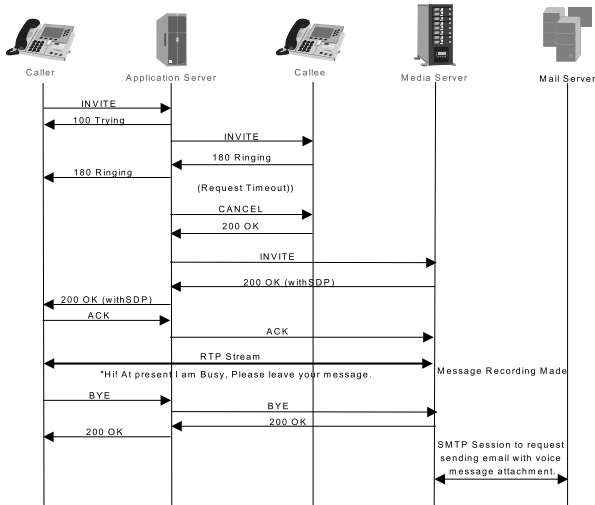 Caller
Application Server
Callee
Media Server
Mail Server
INVITE
100 Trying
INVITE
180 Ringing
180 Ringing
(Request Timeout))
CANCEL
200 OK
INVITE
200 OK (withSDP)
200 OK (withSDP)
ACK
ACK
RTP Stream
"Hi! At present I am Busy, Please leave your message.
Message Recording Made
BYE
BYE
200 OK
200 OK
SMTP Session to request
sending email with voice
message attachment.